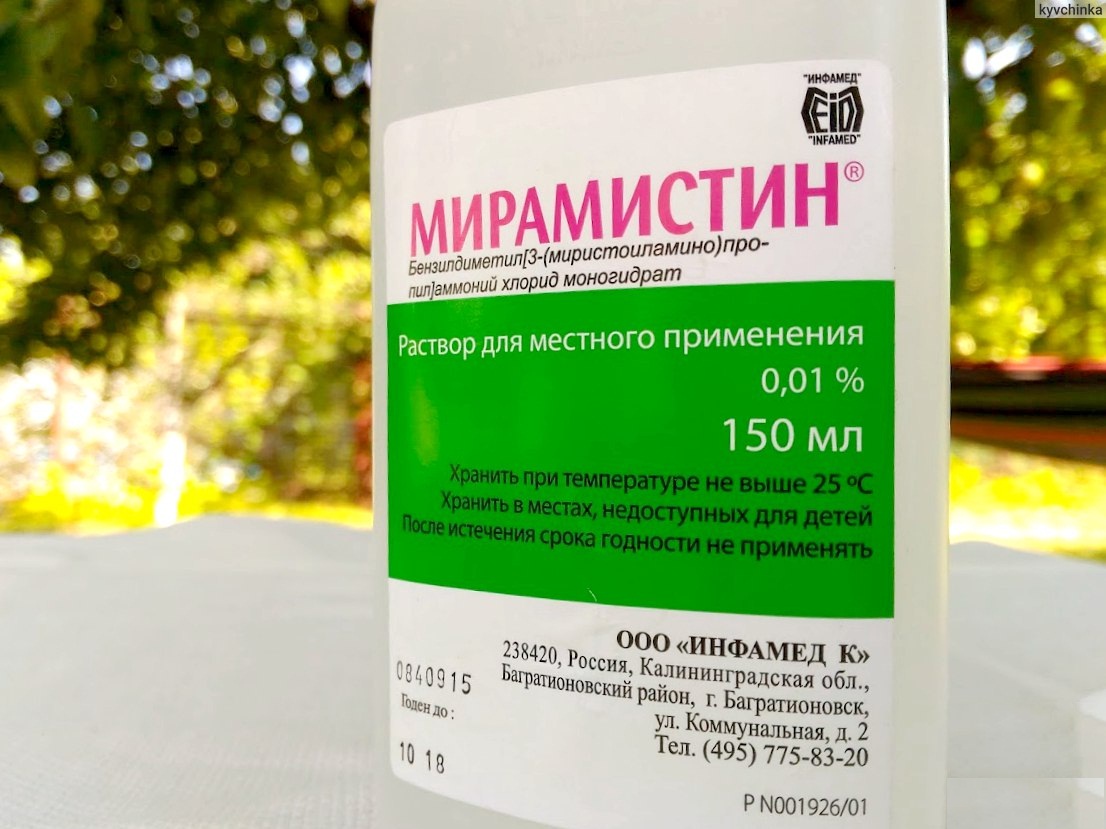 kyvchinka
"ИНФАМЕД"
EID
"INFAMED"
МИРАМИСТИН®
Бензилдиметил[3-(миристоиламино)про-
пил]аммоний хлорид моногидрат
Раствор для местного применения
0,01 %
150 мл
Хранить при температуре не выше 25 ºС
Хранить в местах, недоступных для детей
После истечения срока годности не применять
ООО «ИНФАМЕД К»
238420, Россия, Калининградская обл.,
Багратионовский район, г. Багратионовск,
ул. Коммунальная, д. 2
Тел. (495) 775-83-20
0840915
Годен до :
10 18
Р N001926/01